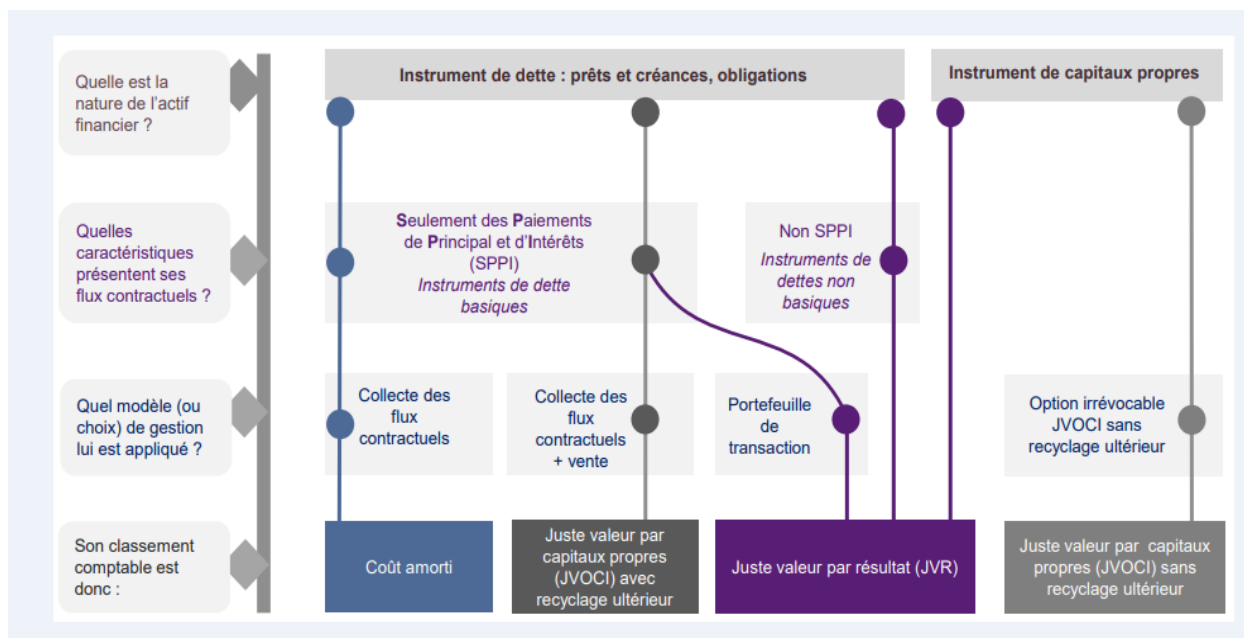 Quelle est la
nature de l'actif
financier ?
Instrument de dette : prêts et créances, obligations
Instrument de capitaux propres
Quelles
caractéristiques
présentent ses
flux contractuels ?
Seulement des Paiements
de Principal et d'Intérêts
(SPPI)
Instruments de dette
basiques
Non SPPI
Instruments de
dettes non
basiques
Quel modèle (ou
choix) de gestion
lui est appliqué ?
Collecte des
flux
contractuels
Collecte des
flux
contractuels
+ vente
Portefeuille
de
transaction
Option irrévocable
JVOCI sans
recyclage ultérieur
Son classement
comptable est
donc :
Coût amorti
Juste valeur par
capitaux propres
(JVOCI) avec
recyclage ultérieur
Juste valeur par résultat (JVR)
Juste valeur par capitaux
propres (JVOCI) sans
recyclage ultérieur